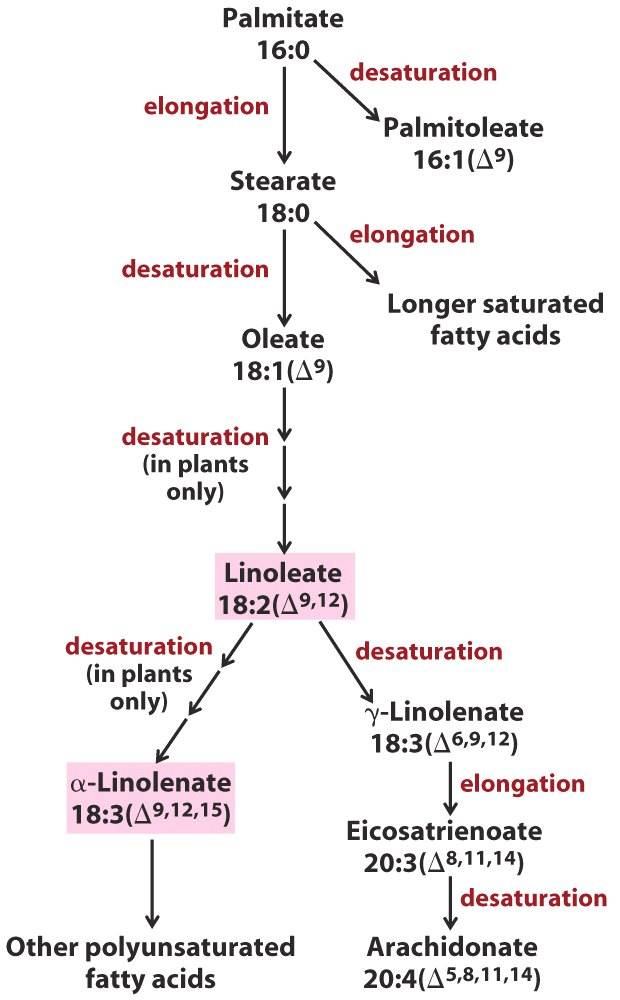 Palmitate
16:0
desaturation
elongation
Palmitoleate
16:1(Δ9)
Stearate
18:0
elongation
desaturation
Longer saturated
fatty acids
Oleate
18:1(Δ9)
desaturation
(in plants
only)
Linoleate
18:2(Δ9,12)
desaturation
(in plants
only)
desaturation
γ-Linolenate
18:3(Δ6,9,12)
α-Linolenate
18:3(Δ9,12,15)
elongation
Eicosatrienoate
20:3(Δ8,11,14)
desaturation
Other polyunsaturated
fatty acids
Arachidonate
20:4(Δ5,8,11,14)